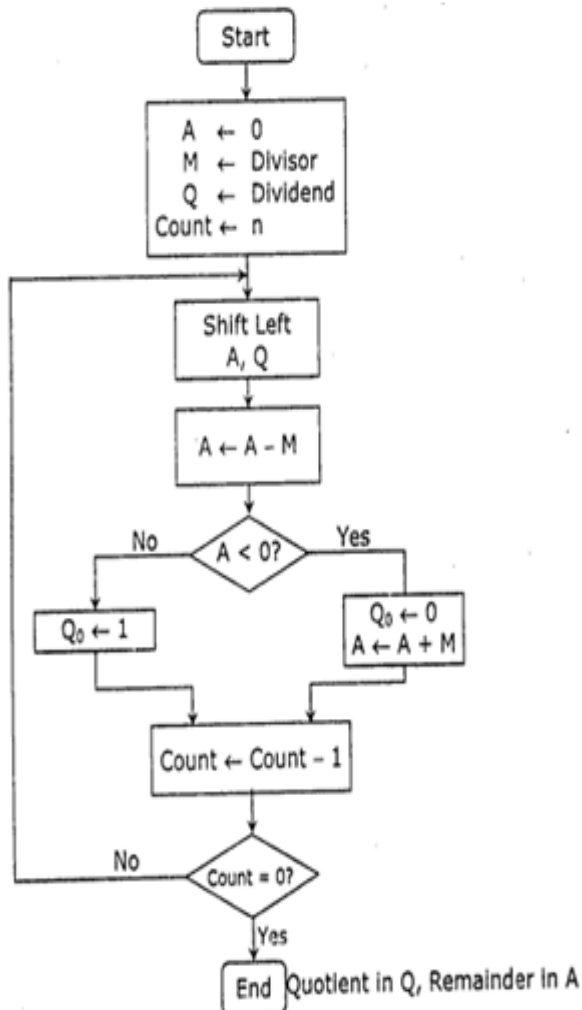 Start
A ← 0
M ← Divisor
Q ← Dividend
Count ← n
Shift Left
A, Q
A ← A – M
No
A < 0?
Yes
Q₀ ← 1
Q₀ ← 0
A ← A + M
Count ← Count – 1
No
Count = 0?
Yes
End
Quotient in Q, Remainder in A